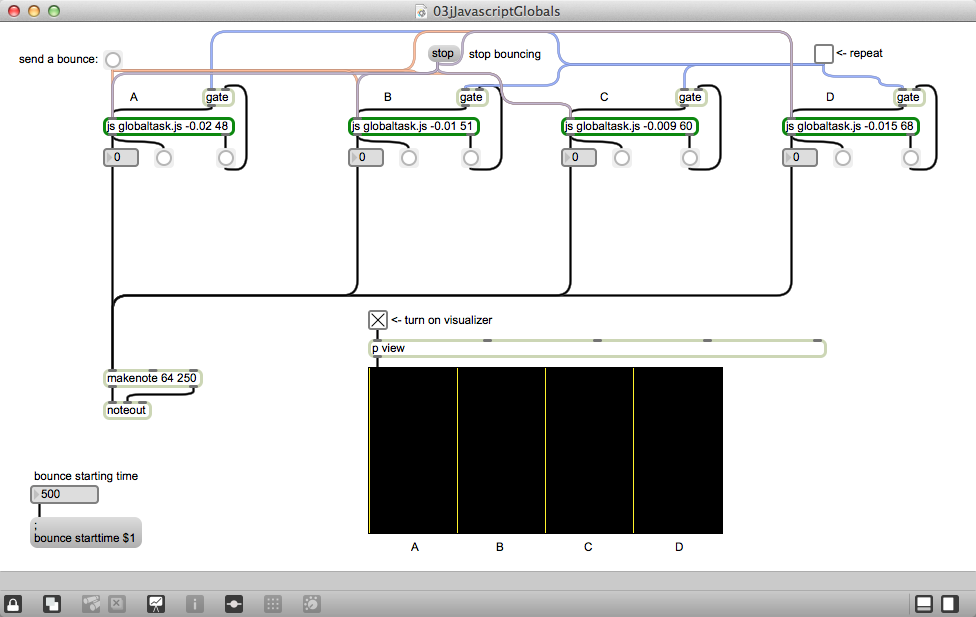 03jJavascriptGlobals
send a bounce:
stop
stop bouncing
<- repeat
A
gate
B
gate
C
gate
D
gate
js globaltask.js -0.02 48
js globaltask.js -0.01 51
js globaltask.js -0.009 60
js globaltask.js -0.015 68
0
0
0
0
<- turn on visualizer
p view
makenote 64 250
noteout
A
B
C
D
bounce starting time
500
;
bounce starttime $1